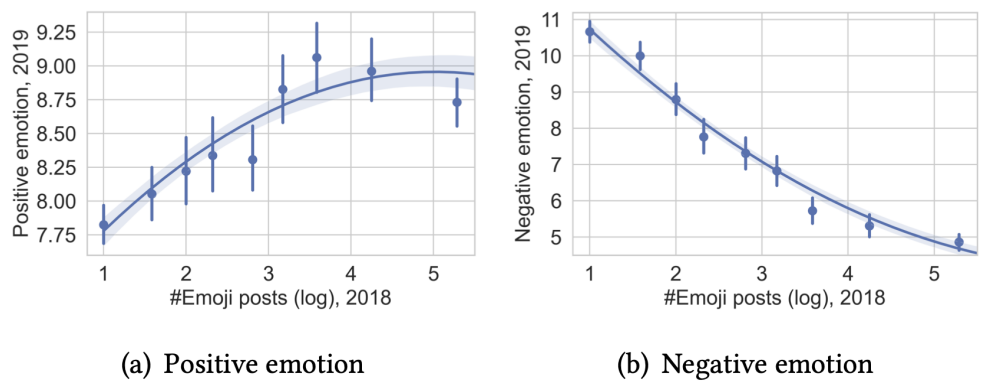 Positive emotion, 2019
9.25
9.00
8.75
8.50
8.25
8.00
7.75
1 2 3 4 5
#Emoji posts (log), 2018
(a) Positive emotion
Negative emotion, 2019
11
10
9
8
7
6
5
1 2 3 4 5
#Emoji posts (log), 2018
(b) Negative emotion